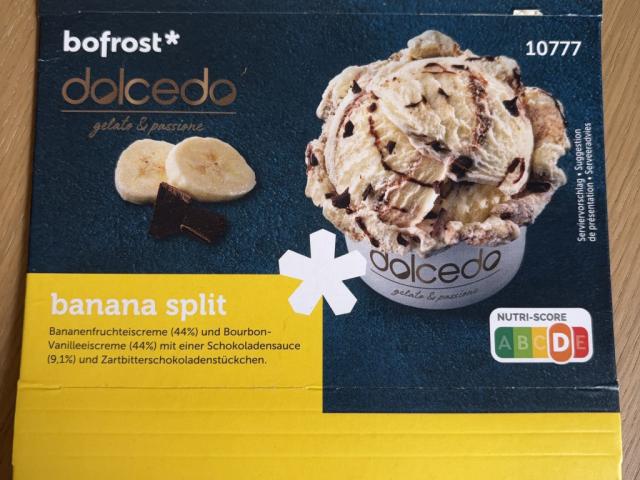 bofrost*
10777
dolcedo
gelato & passione
Serviervorschlag • Suggestion
de présentation • Serveeradvies
dolcedo
gelato & passione
banana split
Bananenfruchteiscreme (44%) und Bourbon-
Vanilleeiscreme (44%) mit einer Schokoladensauce
(9,1%) und Zartbitterschokoladenstückchen.
NUTRI-SCORE
A B C D E